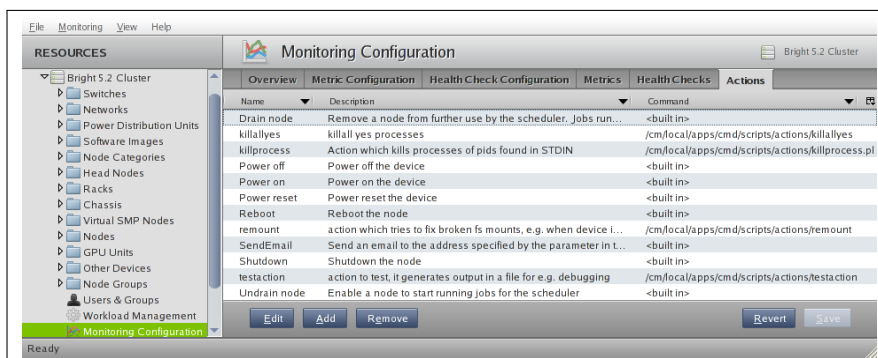 File Monitoring View Help
RESOURCES
Bright 5.2 Cluster
Switches
Networks
Power Distribution Units
Software Images
Node Categories
Head Nodes
Racks
Chassis
Virtual SMP Nodes
Nodes
GPU Units
Other Devices
Node Groups
Users & Groups
Workload Management
Monitoring Configuration
Monitoring Configuration
Bright 5.2 Cluster
Overview Metric Configuration Health Check Configuration Metrics Health Checks Actions
Name Description Command
Drain node Remove a node from further use by the scheduler. Jobs run... <built in>
killallyes killall yes processes /cm/local/apps/cmd/scripts/actions/killallyes
killprocess Action which kills processes of pids found in STDIN /cm/local/apps/cmd/scripts/actions/killprocess.pl
Power off Power off the device <built in>
Power on Power on the device <built in>
Power reset Power reset the device <built in>
Reboot Reboot the node <built in>
remount action which tries to fix broken fs mounts, e.g. when device i... /cm/local/apps/cmd/scripts/actions/remount
SendEmail Send an email to the address specified by the parameter in t... <built in>
Shutdown Shutdown the node <built in>
testaction action to test, it generates output in a file for e.g. debugging /cm/local/apps/cmd/scripts/actions/testaction
Undrain node Enable a node to start running jobs for the scheduler <built in>
Edit Add Remove Revert Save
Ready